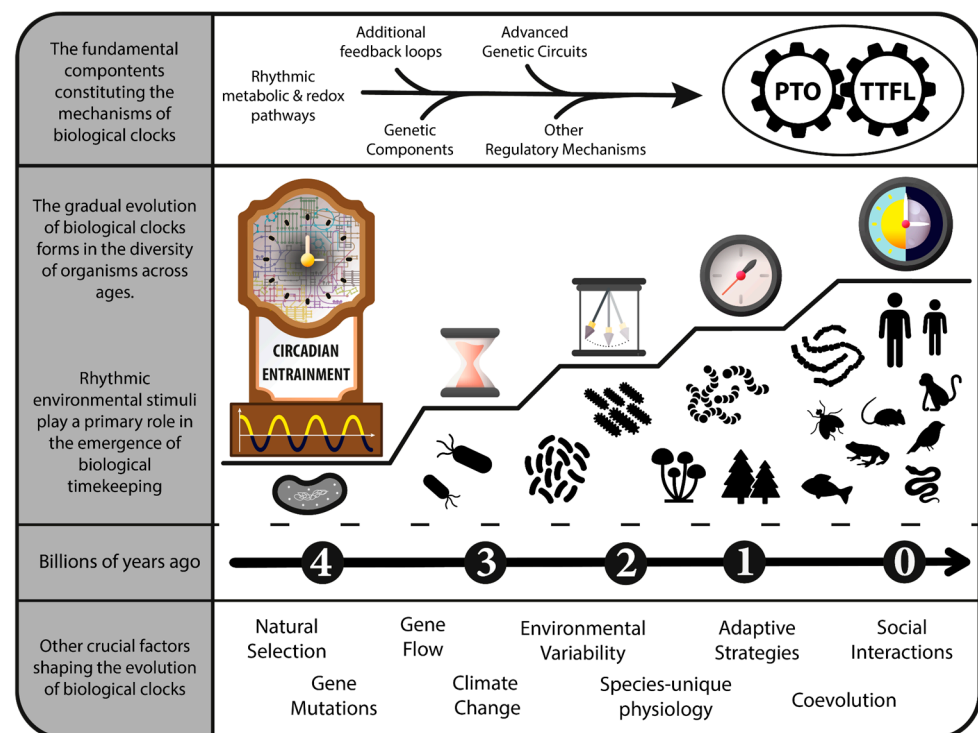 The fundamental
compontents
constituting the
mechanisms of
biological clocks
Rhythmic
metabolic & redox
pathways
Additional
feedback loops
Advanced
Genetic Circuits
Genetic
Components
Other
Regulatory Mechanisms
PTO
TTFL
The gradual evolution
of biological clocks
forms in the diversity
of organisms across
ages.
Rhythmic
environmental stimuli
play a primary role in
the emergence of
biological
timekeeping
CIRCADIAN
ENTRAINMENT
Billions of years ago
4
3
2
1
0
Other crucial factors
shaping the evolution
of biological clocks
Natural
Selection
Gene
Flow
Environmental
Variability
Adaptive
Strategies
Social
Interactions
Gene
Mutations
Climate
Change
Species-unique
physiology
Coevolution